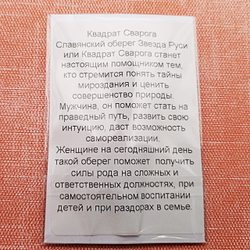 Квадрат Сварога
Славянский оберег Звезда Руси
или Квадрат Сварога станет
настоящим помощником тем,
кто стремится понять тайны
мироздания и ценить
совершенство природы.
Мужчина, он поможет стать на
праведный путь, развить свою
интуицию, даст возможность
самореализации.
Женщине на сегодняшний день
такой оберег поможет получить
силы рода на сложных и
ответственных должностях, при
самостоятельном воспитании
детей и при раздорах в семье.